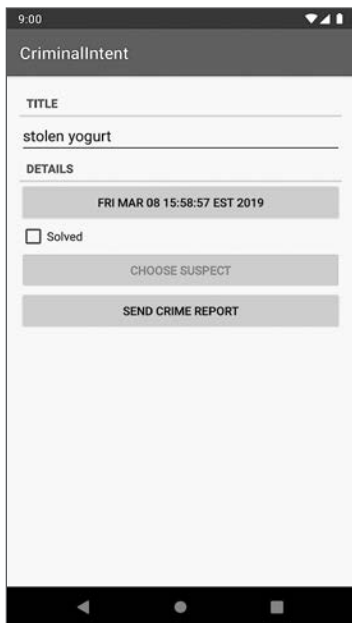 9:00
CriminalIntent
TITLE
stolen yogurt
DETAILS
FRI MAR 08 15:58:57 EST 2019
Solved
CHOOSE SUSPECT
SEND CRIME REPORT